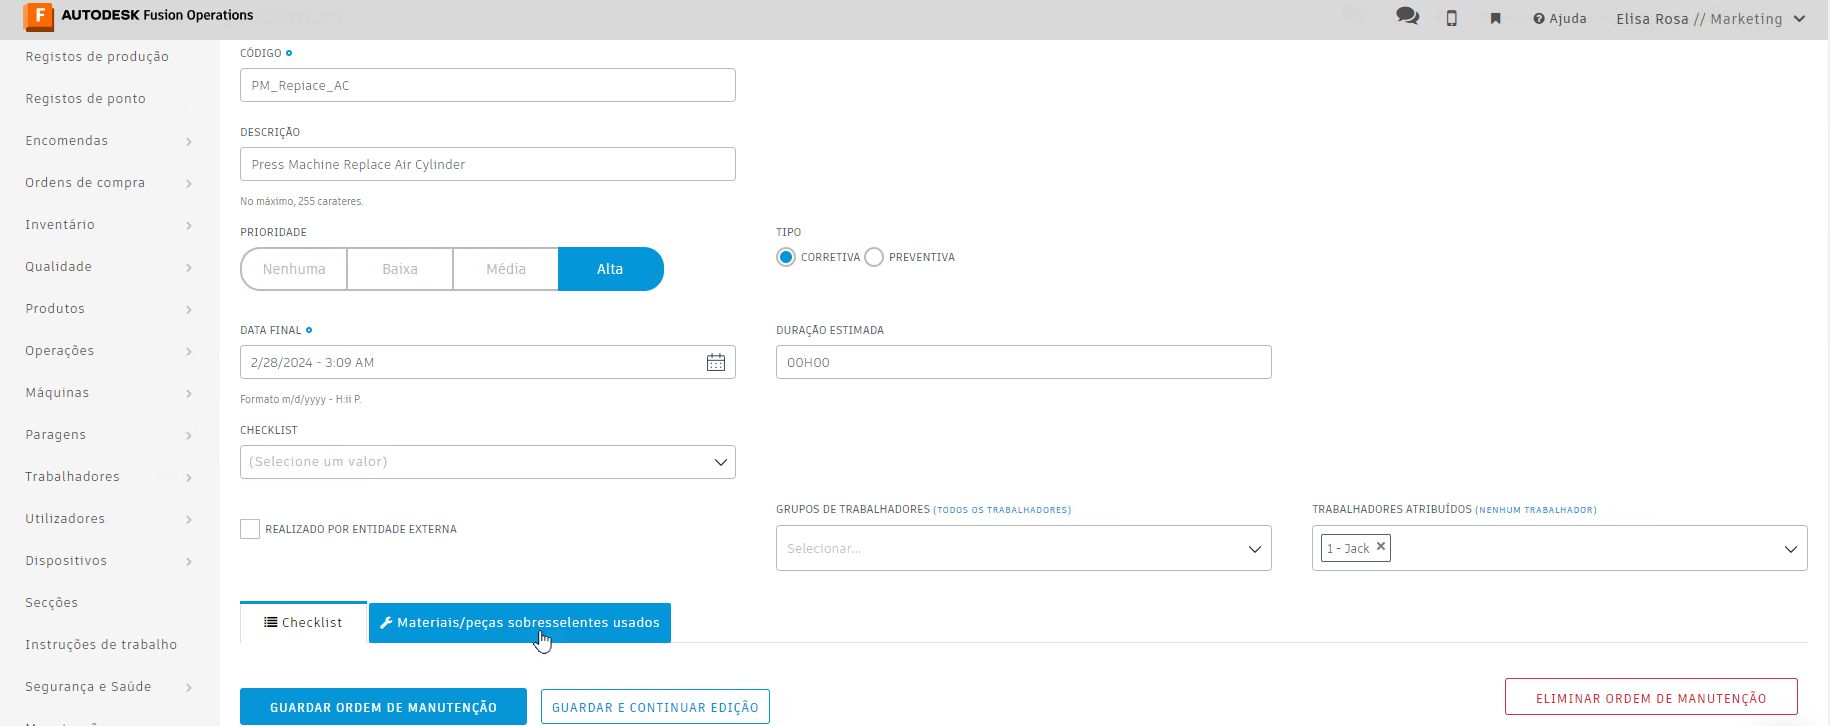 F AUTODESK Fusion Operations
Ajuda
Elisa Rosa // Marketing
Registos de produção
Registos de ponto
Encomendas
Ordens de compra
Inventário
Qualidade
Produtos
Operações
Máquinas
Paragens
Trabalhadores
Utilizadores
Dispositivos
Secções
Instruções de trabalho
Segurança e Saúde
CÓDIGO
PM_Repiace_AC
DESCRIÇÃO
Press Machine Replace Air Cylinder
No máximo, 255 carateres.
PRIORIDADE
Nenhuma Baixa Média Alta
TIPO
CORRETIVA PREVENTIVA
DATA FINAL
2/28/2024 - 3:09 AM
Formato m/d/yyyy - H:ii P.
DURAÇÃO ESTIMADA
00H00
CHECKLIST
(Selecione um valor)
REALIZADO POR ENTIDADE EXTERNA
GRUPOS DE TRABALHADORES (TODOS OS TRABALHADORES)
Selecionar...
TRABALHADORES ATRIBUÍDOS (NENHUM TRABALHADOR)
1 - Jack
Checklist
Materiais/peças sobresselentes usados
GUARDAR ORDEM DE MANUTENÇÃO
GUARDAR E CONTINUAR EDIÇÃO
ELIMINAR ORDEM DE MANUTENÇÃO